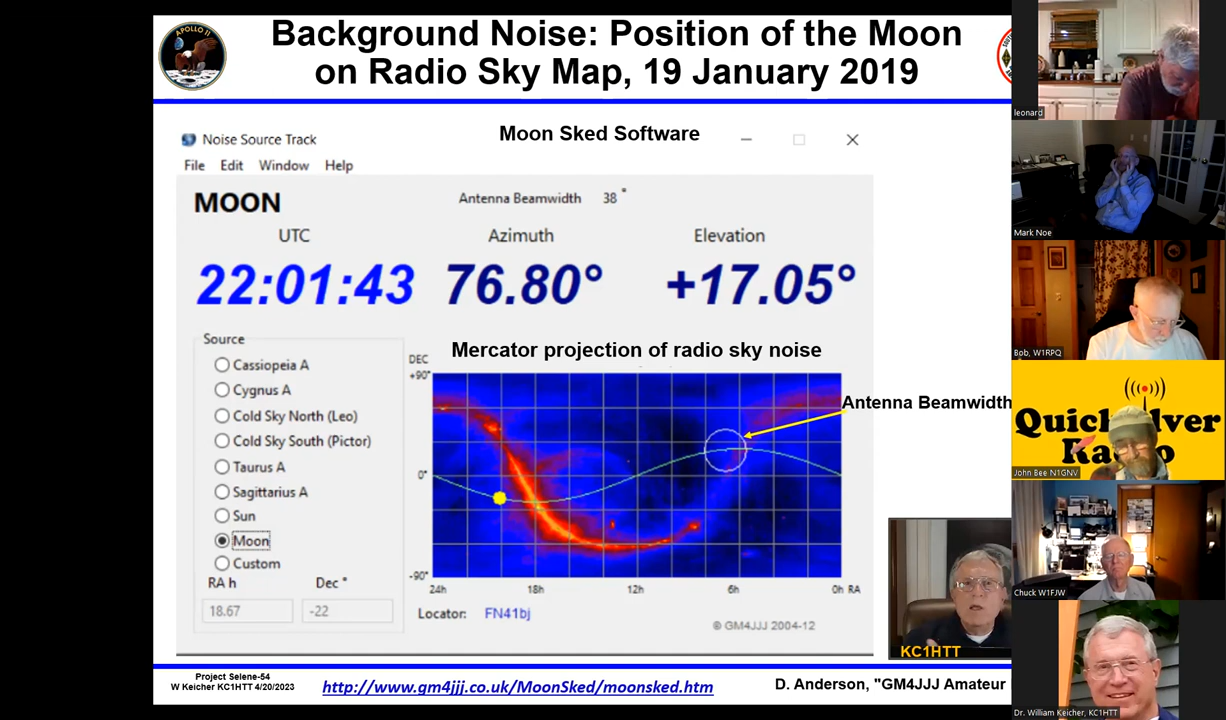 APOLLO 11
Background Noise: Position of the Moon
on Radio Sky Map, 19 January 2019
Noise Source Track
Moon Sked Software
File Edit Window Help
MOON
Antenna Beamwidth 38 °
UTC Azimuth Elevation
22:01:43 76.80° +17.05°
Source
Cassiopeia A
Cygnus A
Cold Sky North (Leo)
Cold Sky South (Pictor)
Taurus A
Sagittarius A
Sun
Moon
Custom
RA h Dec °
18.67 -22
Mercator projection of radio sky noise
DEC
+90°
0°
-90°
24h 18h 12h 6h 0h RA
Antenna Beamwidth
Locator: FN41bj
© GM4JJJ 2004-12
KC1HTT
Project Selene-54
W Keicher KC1HTT 4/20/2023
http://www.gm4jjj.co.uk/MoonSked/moonsked.htm
D. Anderson, "GM4JJJ Amateur
leonard
Mark Noe
Bob, W1RPQ
Quicksilver
Radio
John Bee N1GNV
Chuck W1FJW
Dr. William Keicher, KC1HTT